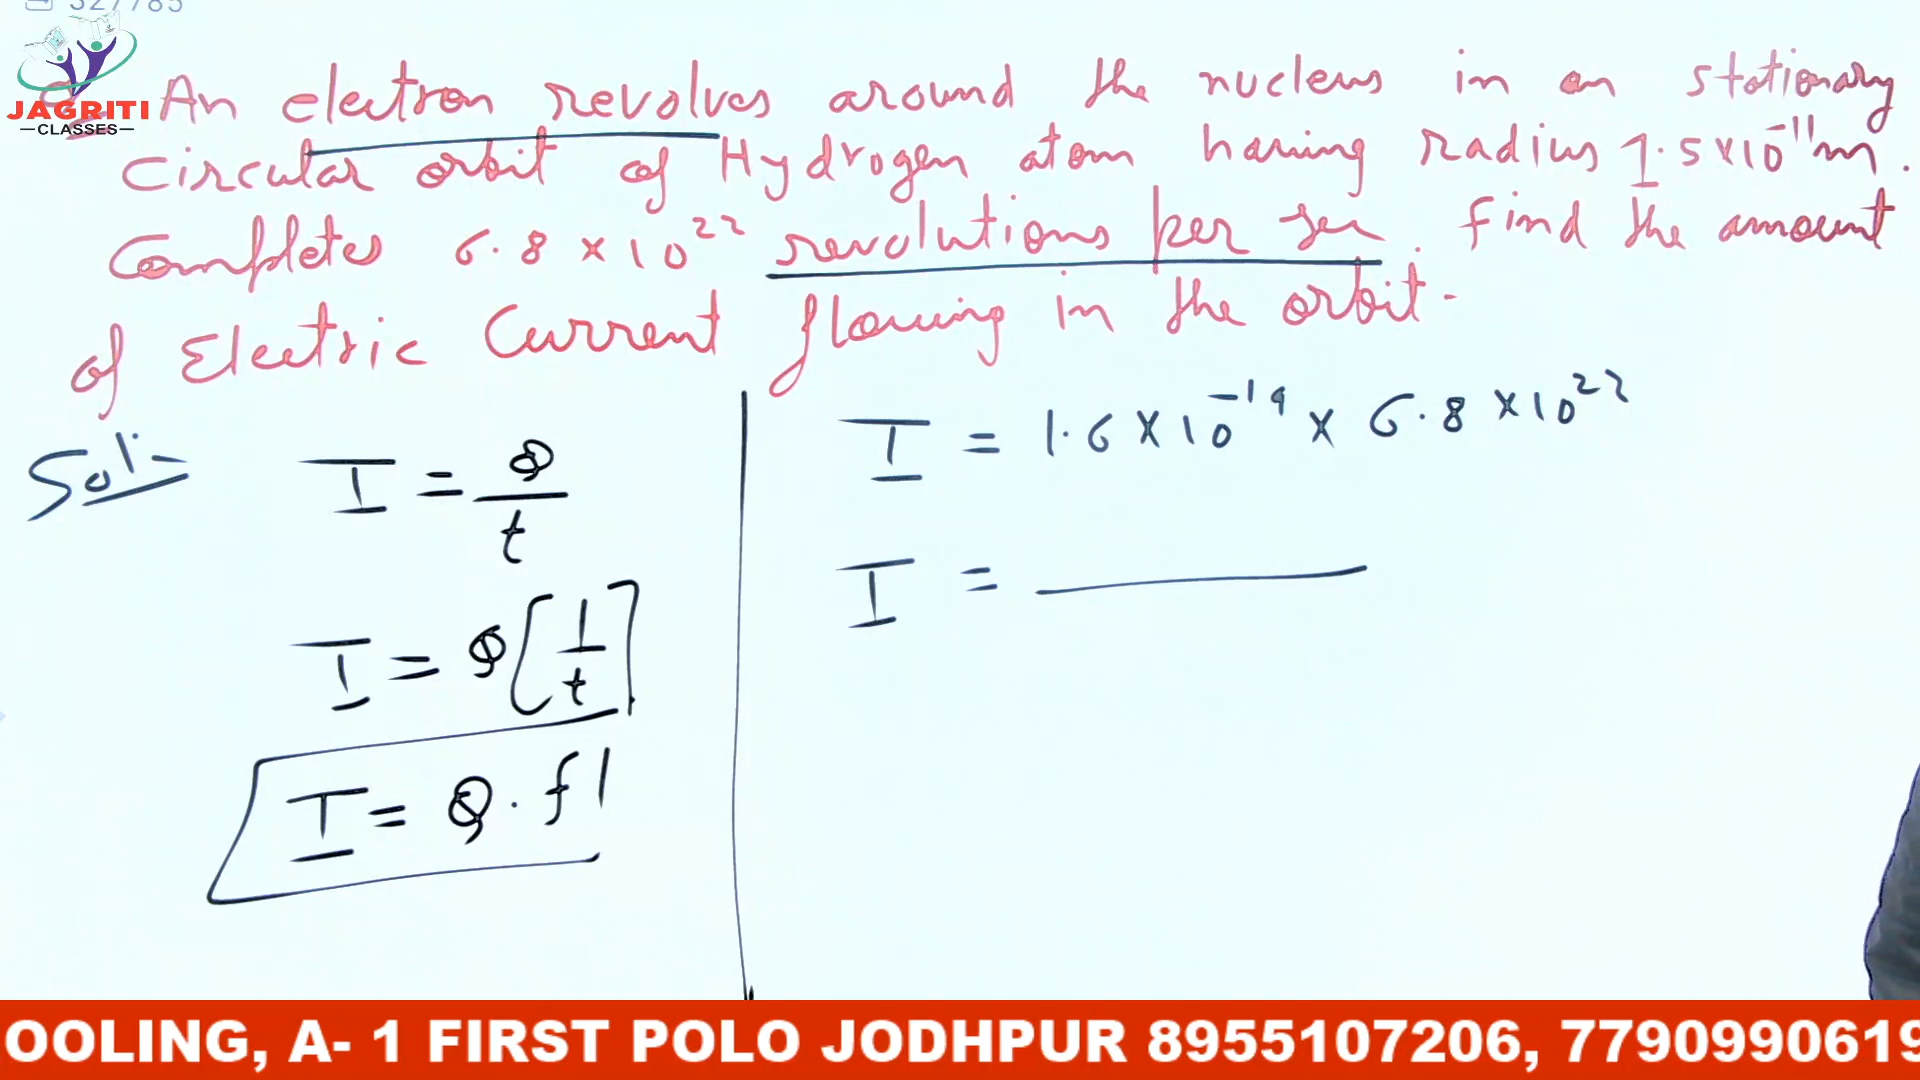 327785
JAGRITI
CLASSES
Q. An electron revolves around the nucleus in an stationary
Circular orbit of Hydrogen atom having radius 1.5×10⁻¹¹m.
Completes 6.8 × 10²² revolutions per sec. find the amount
of Electric Current flowing in the orbit.
Sol:-
I = Q/t
I = Q[1/t]
I = Q.f
I = 1.6×10⁻¹⁹ × 6.8 ×10²²
I =
OOLING, A- 1 FIRST POLO JODHPUR 8955107206, 7790990619